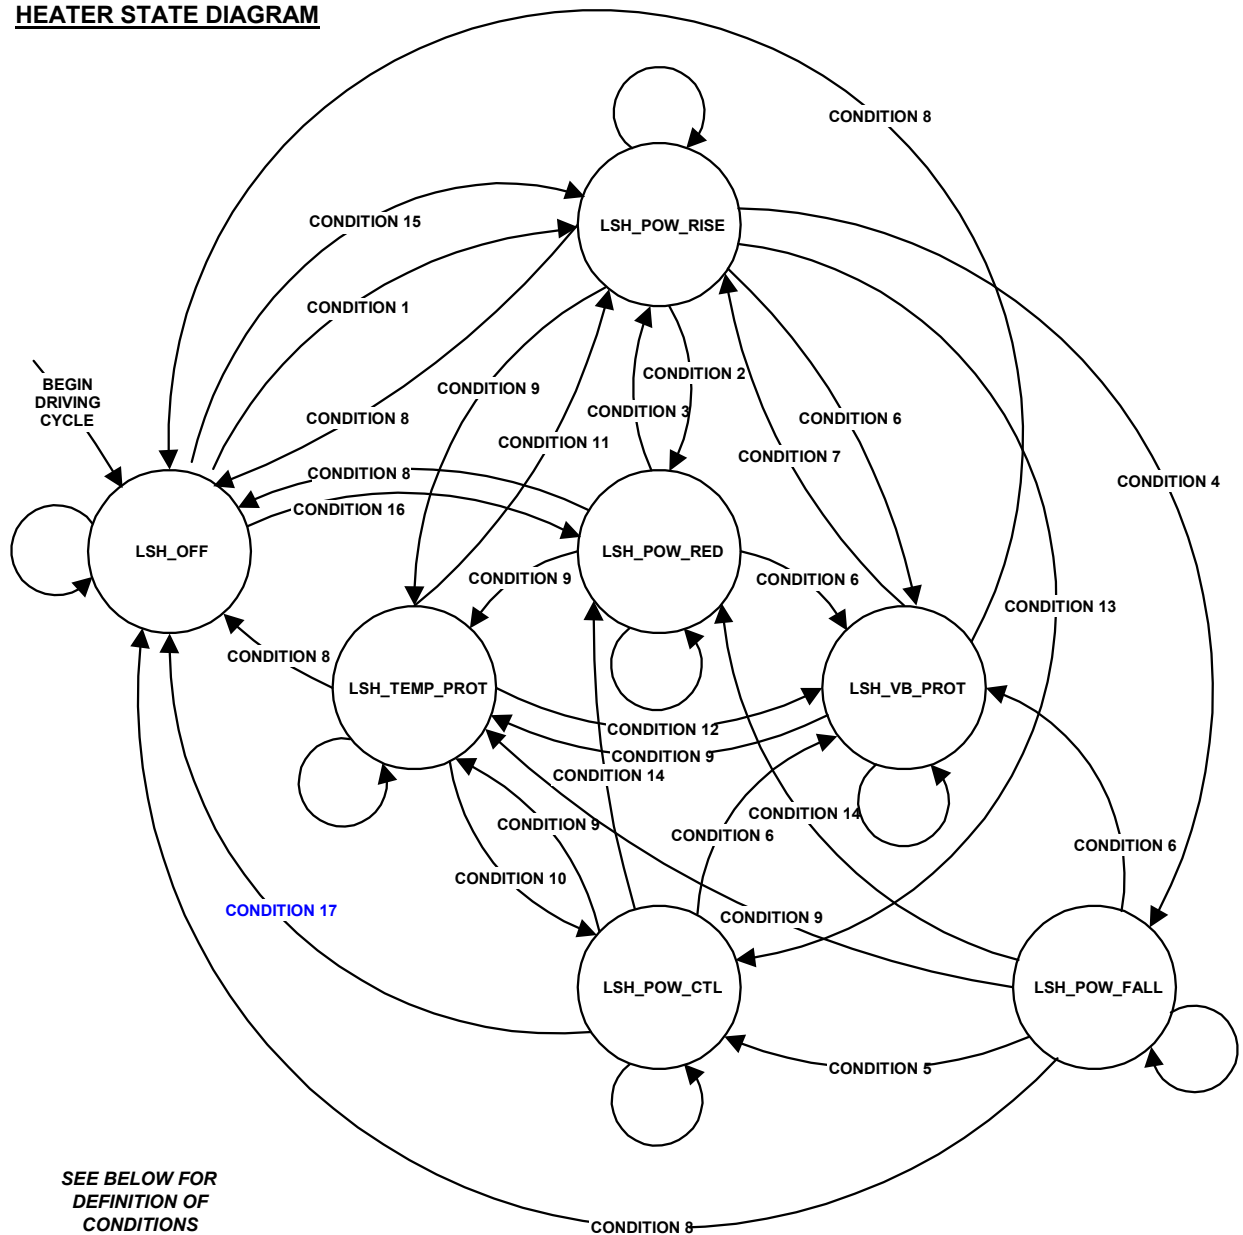 HEATER STATE DIAGRAM
CONDITION 8
CONDITION 15
LSH_POW_RISE
CONDITION 1
BEGIN
DRIVING
CYCLE
CONDITION 9
CONDITION 2
CONDITION 3
CONDITION 8
CONDITION 6
CONDITION 11
CONDITION 7
CONDITION 8
CONDITION 4
CONDITION 16
LSH_OFF
LSH_POW_RED
CONDITION 9
CONDITION 6
CONDITION 13
CONDITION 8
LSH_TEMP_PROT
LSH_VB_PROT
CONDITION 12
CONDITION 9
CONDITION 14
CONDITION 14
CONDITION 9
CONDITION 6
CONDITION 6
CONDITION 10
CONDITION 17
CONDITION 9
LSH_POW_CTL
LSH_POW_FALL
CONDITION 5
SEE BELOW FOR
DEFINITION OF
CONDITIONS
CONDITION 8